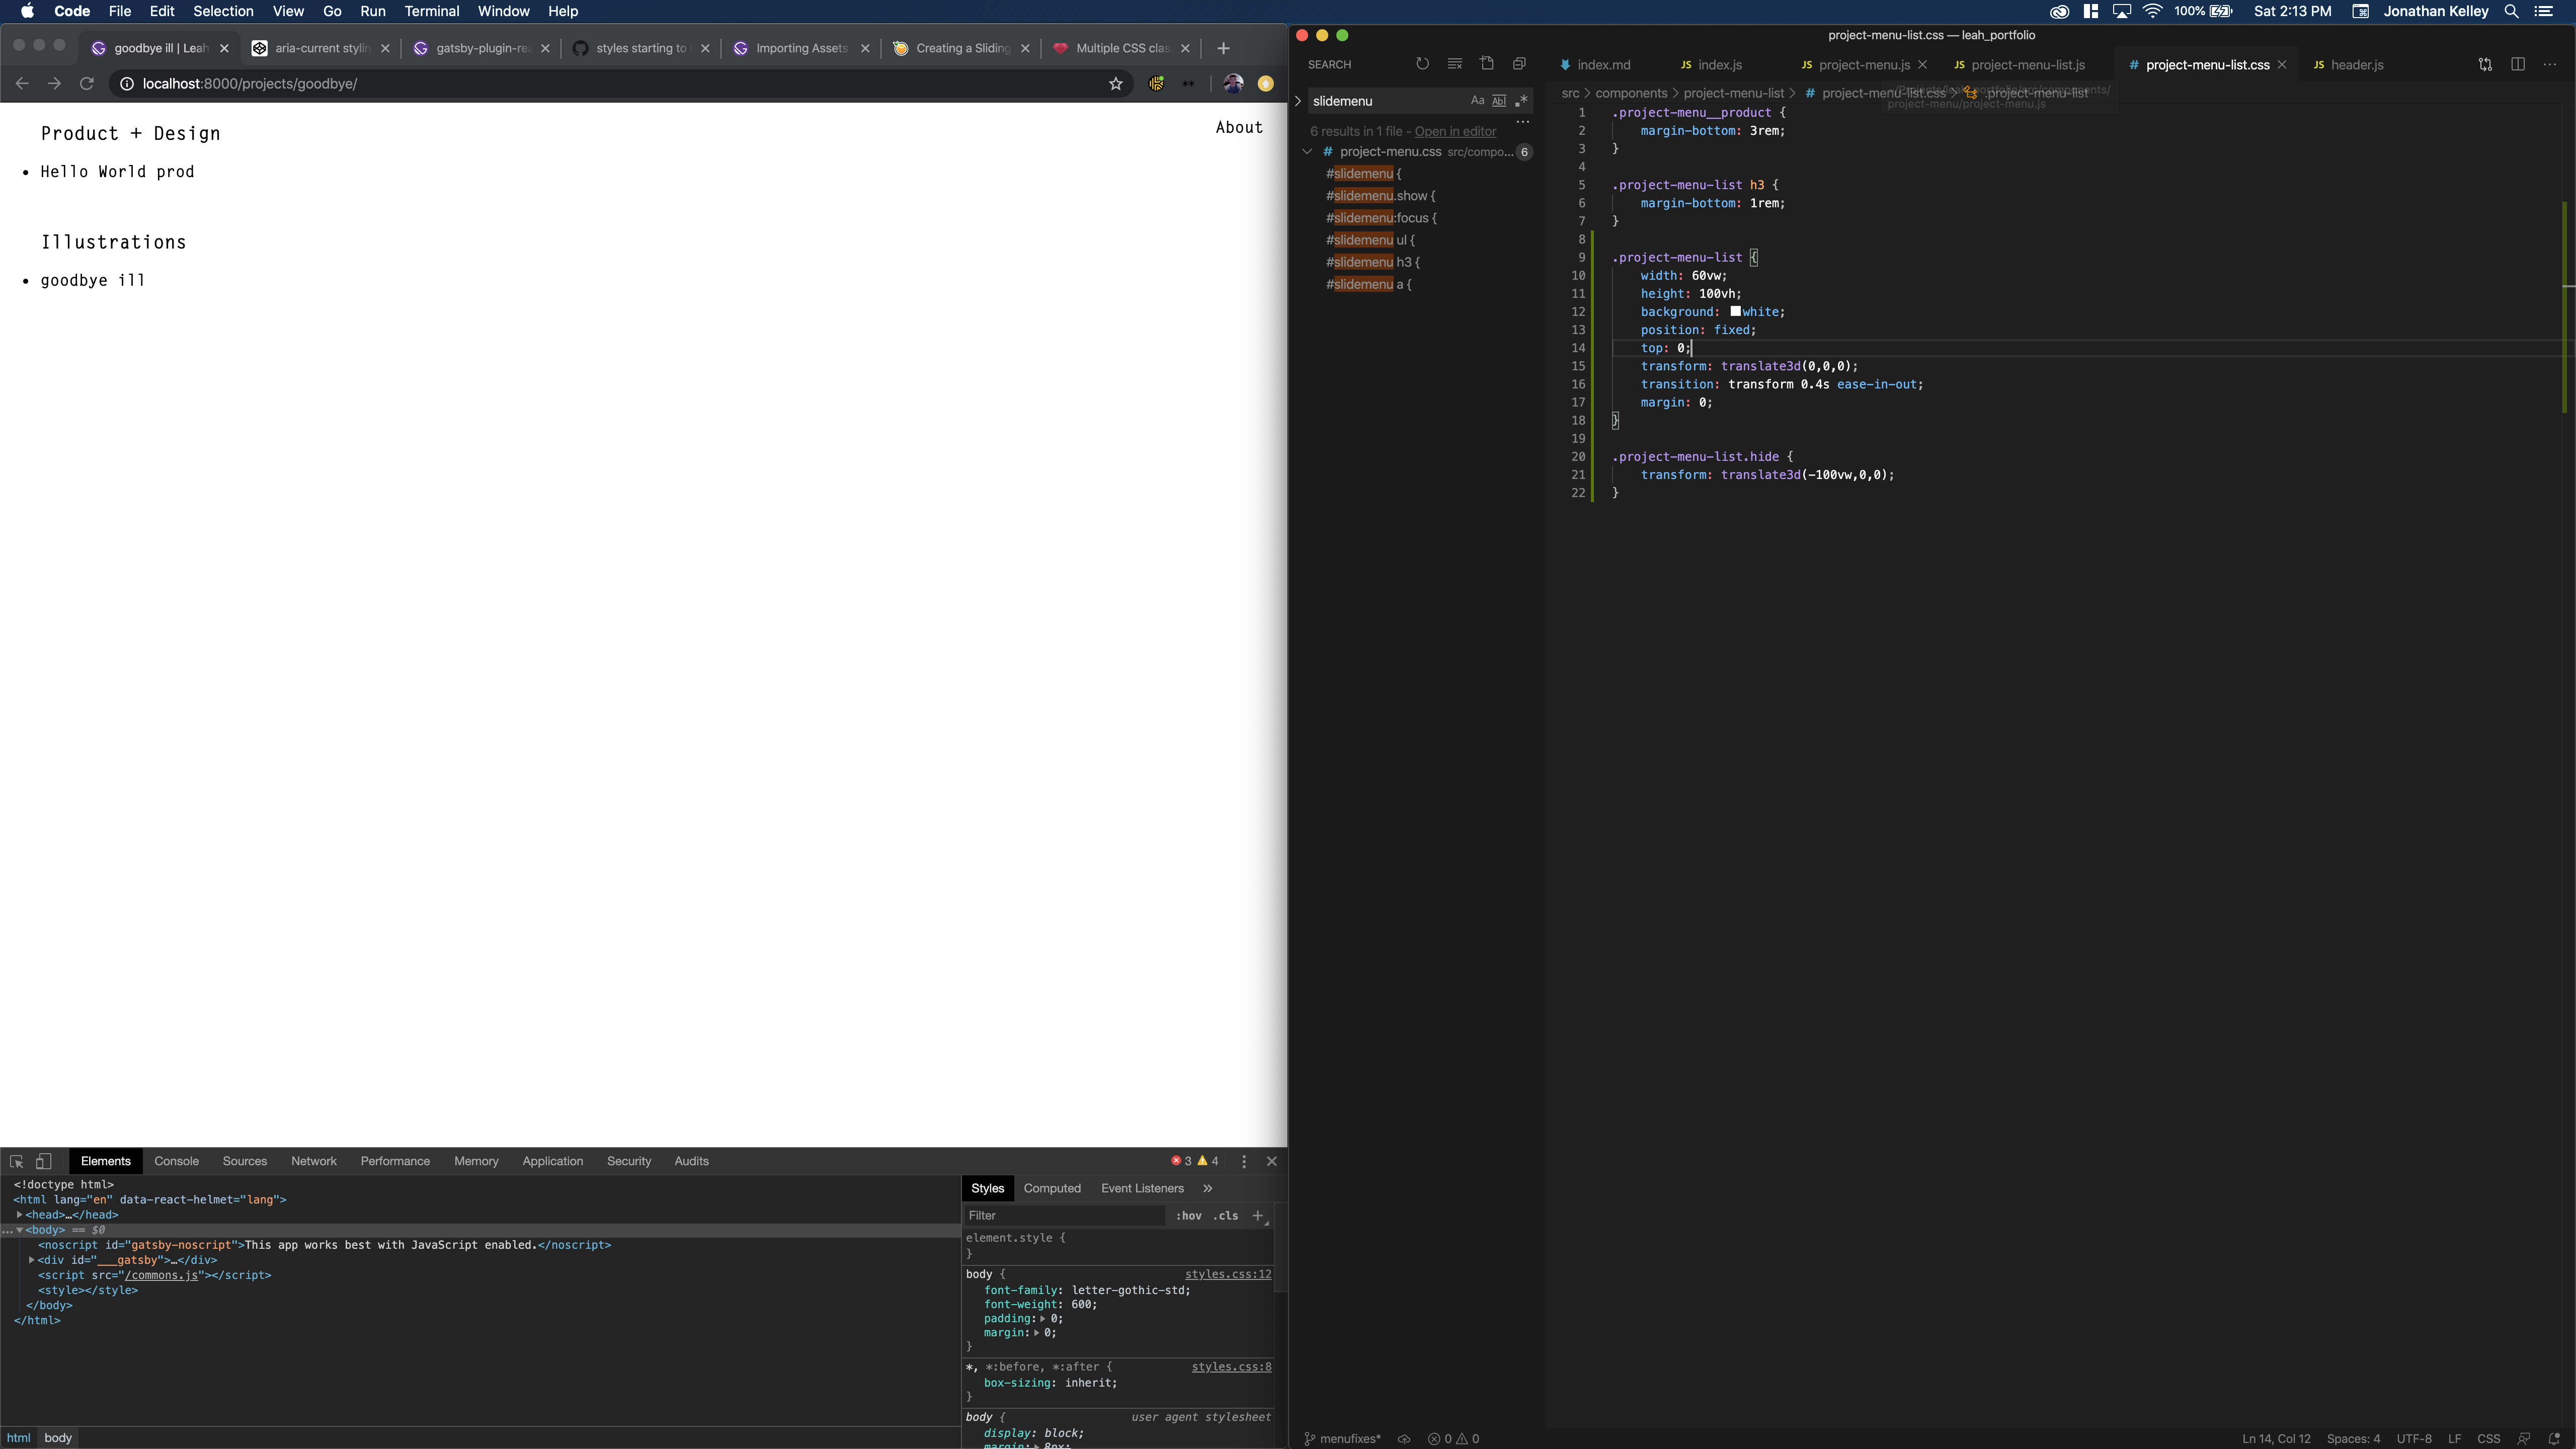 Code File Edit Selection View Go Run Terminal Window Help
100% Sat 2:13 PM Jonathan Kelley
goodbye ill | Leah
aria-current stylin
gatsby-plugin-rea
styles starting to
Importing Assets
Creating a Sliding
Multiple CSS clas
localhost:8000/projects/goodbye/
Product + Design
About
• Hello World prod
Illustrations
• goodbye ill
Elements Console Sources Network Performance Memory Application Security Audits 3 4
<!doctype html>
<html lang="en" data-react-helmet="lang">
<head>…</head>
<body> == $0
<noscript id="gatsby-noscript">This app works best with JavaScript enabled.</noscript>
<div id="___gatsby">…</div>
<script src="/commons.js"></script>
<style></style>
</body>
</html>
html body
Styles Computed Event Listeners »
Filter :hov .cls +
element.style {
}
body { styles.css:12
font-family: letter-gothic-std;
font-weight: 600;
padding: 0;
margin: 0;
}
*, *:before, *:after { styles.css:8
box-sizing: inherit;
}
body { user agent stylesheet
display: block;
margin: 8px;
project-menu-list.css — leah_portfolio
SEARCH
slidemenu Aa Abl .*
6 results in 1 file - Open in editor
# project-menu.css src/compo... 6
#slidemenu {
#slidemenu.show {
#slidemenu:focus {
#slidemenu ul {
#slidemenu h3 {
#slidemenu a {
index.md
JS index.js
JS project-menu.js
JS project-menu-list.js
# project-menu-list.css
JS header.js
src > components > project-menu-list > # project-menu-list.css > .project-menu-list
project-menu/project-menu.js
1 .project-menu__product {
2 margin-bottom: 3rem;
3 }
4
5 .project-menu-list h3 {
6 margin-bottom: 1rem;
7 }
8
9 .project-menu-list {
10 width: 60vw;
11 height: 100vh;
12 background: white;
13 position: fixed;
14 top: 0;
15 transform: translate3d(0,0,0);
16 transition: transform 0.4s ease-in-out;
17 margin: 0;
18 }
19
20 .project-menu-list.hide {
21 transform: translate3d(-100vw,0,0);
22 }
menufixes* 0 0
Ln 14, Col 12 Spaces: 4 UTF-8 LF CSS